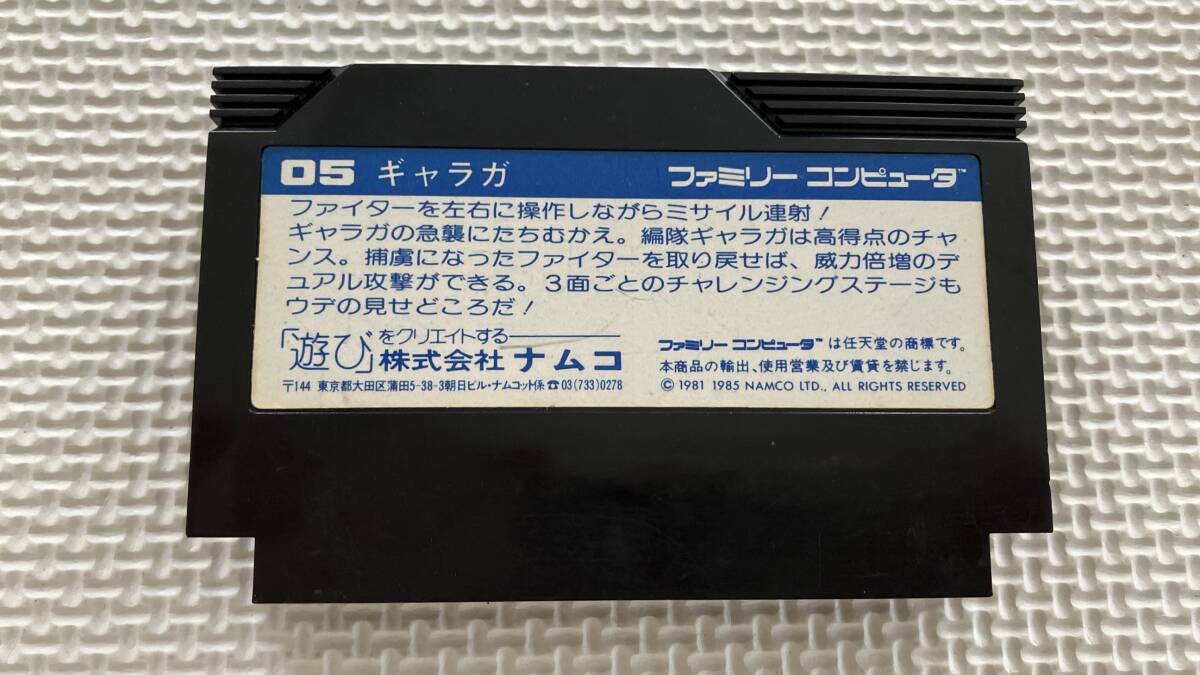 05 ギャラガ ファミリー コンピュータ™
ファイターを左右に操作しながらミサイル連射!
ギャラガの急襲にたちむかえ。編隊ギャラガは高得点のチャ
ンス。捕虜になったファイターを取り戻せば、威力倍増のデ
ュアル攻撃ができる。3面ごとのチャレンジングステージも
ウデの見せどころだ!
「遊び」をクリエイトする
株式会社 ナムコ
〒144 東京都大田区蒲田5-38-3朝日ビル・ナムコット係 ☎03(733)0278
ファミリー コンピュータ™ は任天堂の商標です。
本商品の輸出、使用営業及び賃貸を禁じます。
© 1981 1985 NAMCO LTD., ALL RIGHTS RESERVED